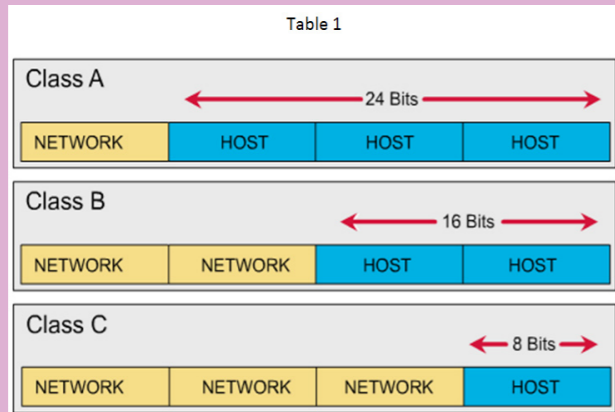 Table 1
Class A
24 Bits
NETWORK HOST HOST HOST
Class B
16 Bits
NETWORK NETWORK HOST HOST
Class C
8 Bits
NETWORK NETWORK NETWORK HOST